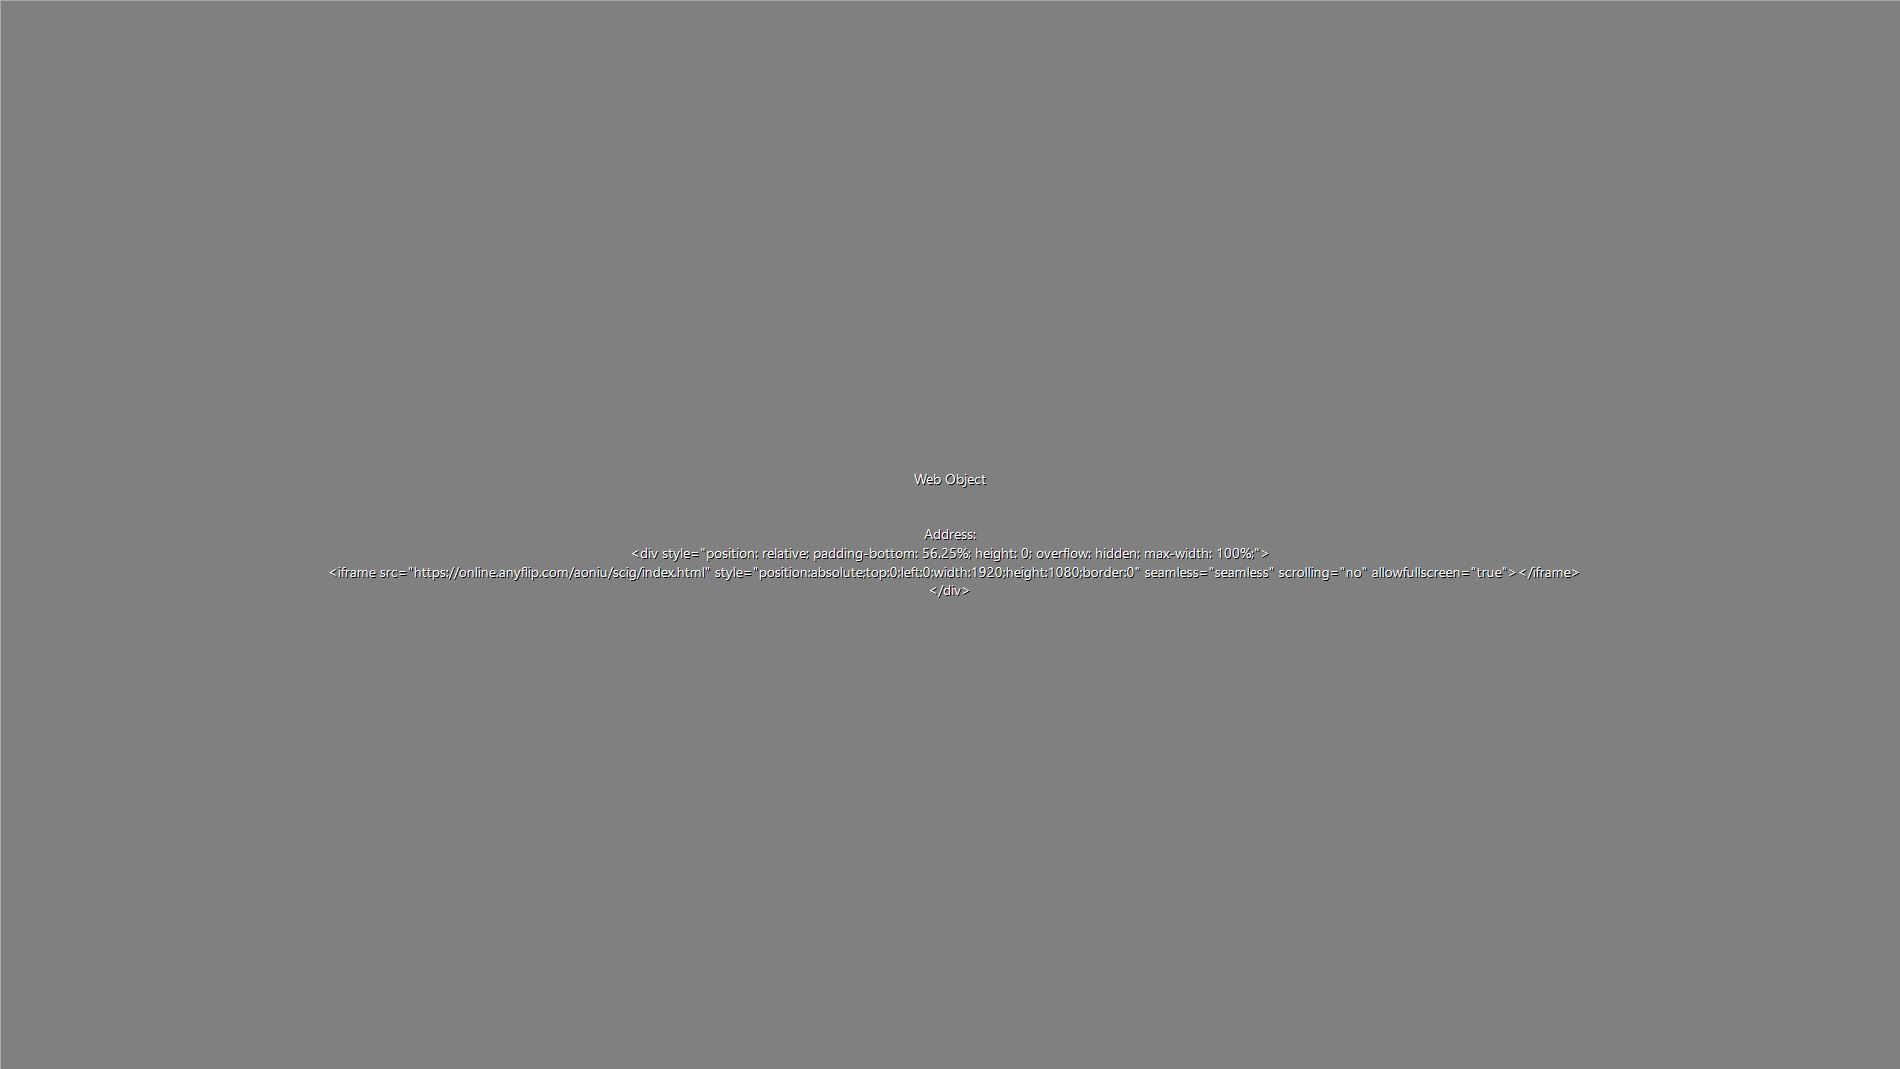 Web Object
Address:
<div style="position: relative; padding-bottom: 56.25%; height: 0; overflow: hidden; max-width: 100%;">
<iframe src="https://online.anyflip.com/aoniu/scig/index.html" style="position:absolute;top:0;left:0;width:1920;height:1080;border:0" seamless="seamless" scrolling="no" allowfullscreen="true"></iframe>
</div>